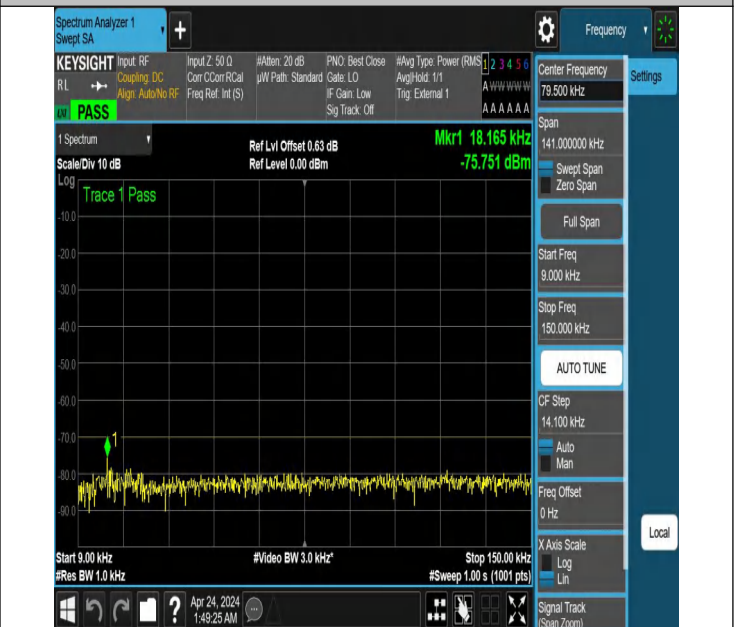 Spectrum Analyzer 1
Swept SA
+
Frequency
KEYSIGHT
RL
LXI
PASS
Input: RF
Coupling: DC
Align: Auto/No RF
Input Z: 50 Ω
Corr CCorr RCal
Freq Ref: Int (S)
#Atten: 20 dB
µW Path: Standard
PNO: Best Close
Gate: LO
IF Gain: Low
Sig Track: Off
#Avg Type: Power (RMS
Avg|Hold: 1/1
Trig: External 1
1 2 3 4 5 6
A W W W W W
A A A A A A
1 Spectrum
Scale/Div 10 dB
Ref Lvl Offset 0.63 dB
Ref Level 0.00 dBm
Mkr1 18.165 kHz
-75.751 dBm
Log
Trace 1 Pass
-10.0
-20.0
-30.0
-40.0
-50.0
-60.0
-70.0
1
-80.0
-90.0
Start 9.00 kHz
#Res BW 1.0 kHz
#Video BW 3.0 kHz*
Stop 150.00 kHz
#Sweep 1.00 s (1001 pts)
?
Apr 24, 2024
1:49:25 AM
Center Frequency
79.500 kHz
Span
141.000000 kHz
Swept Span
Zero Span
Full Span
Start Freq
9.000 kHz
Stop Freq
150.000 kHz
AUTO TUNE
CF Step
14.100 kHz
Auto
Man
Freq Offset
0 Hz
X Axis Scale
Log
Lin
Signal Track
(Span Zoom)
Settings
Local